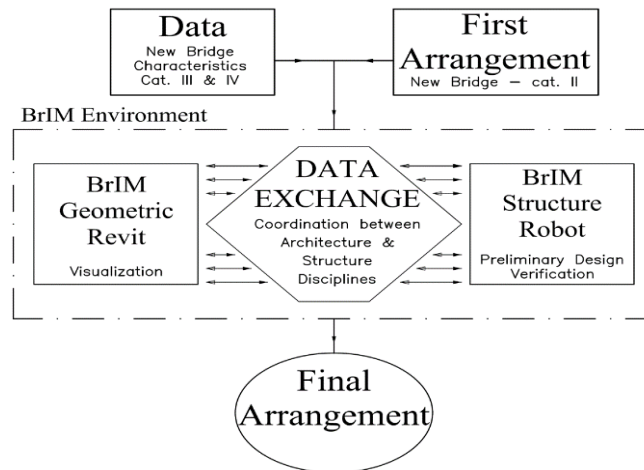 Data
New Bridge
Characteristics
Cat. III & IV
First
Arrangement
New Bridge – cat. II
BrIM Environment
BrIM
Geometric
Revit
Visualization
DATA
EXCHANGE
Coordination between
Architecture &
Structure
Disciplines
BrIM
Structure
Robot
Preliminary Design
Verification
Final
Arrangement